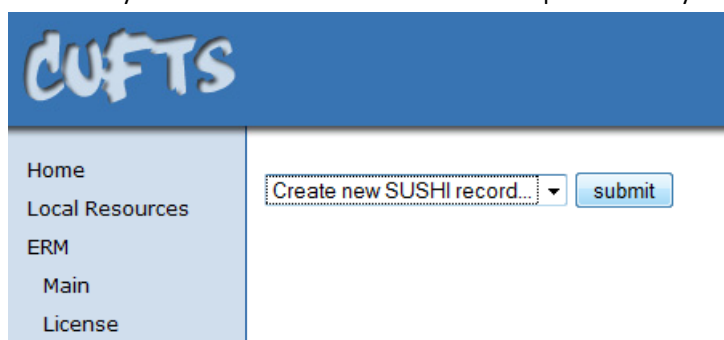 CUFTS
Home
Local Resources
ERM
Main
License
Create new SUSHI record...
submit